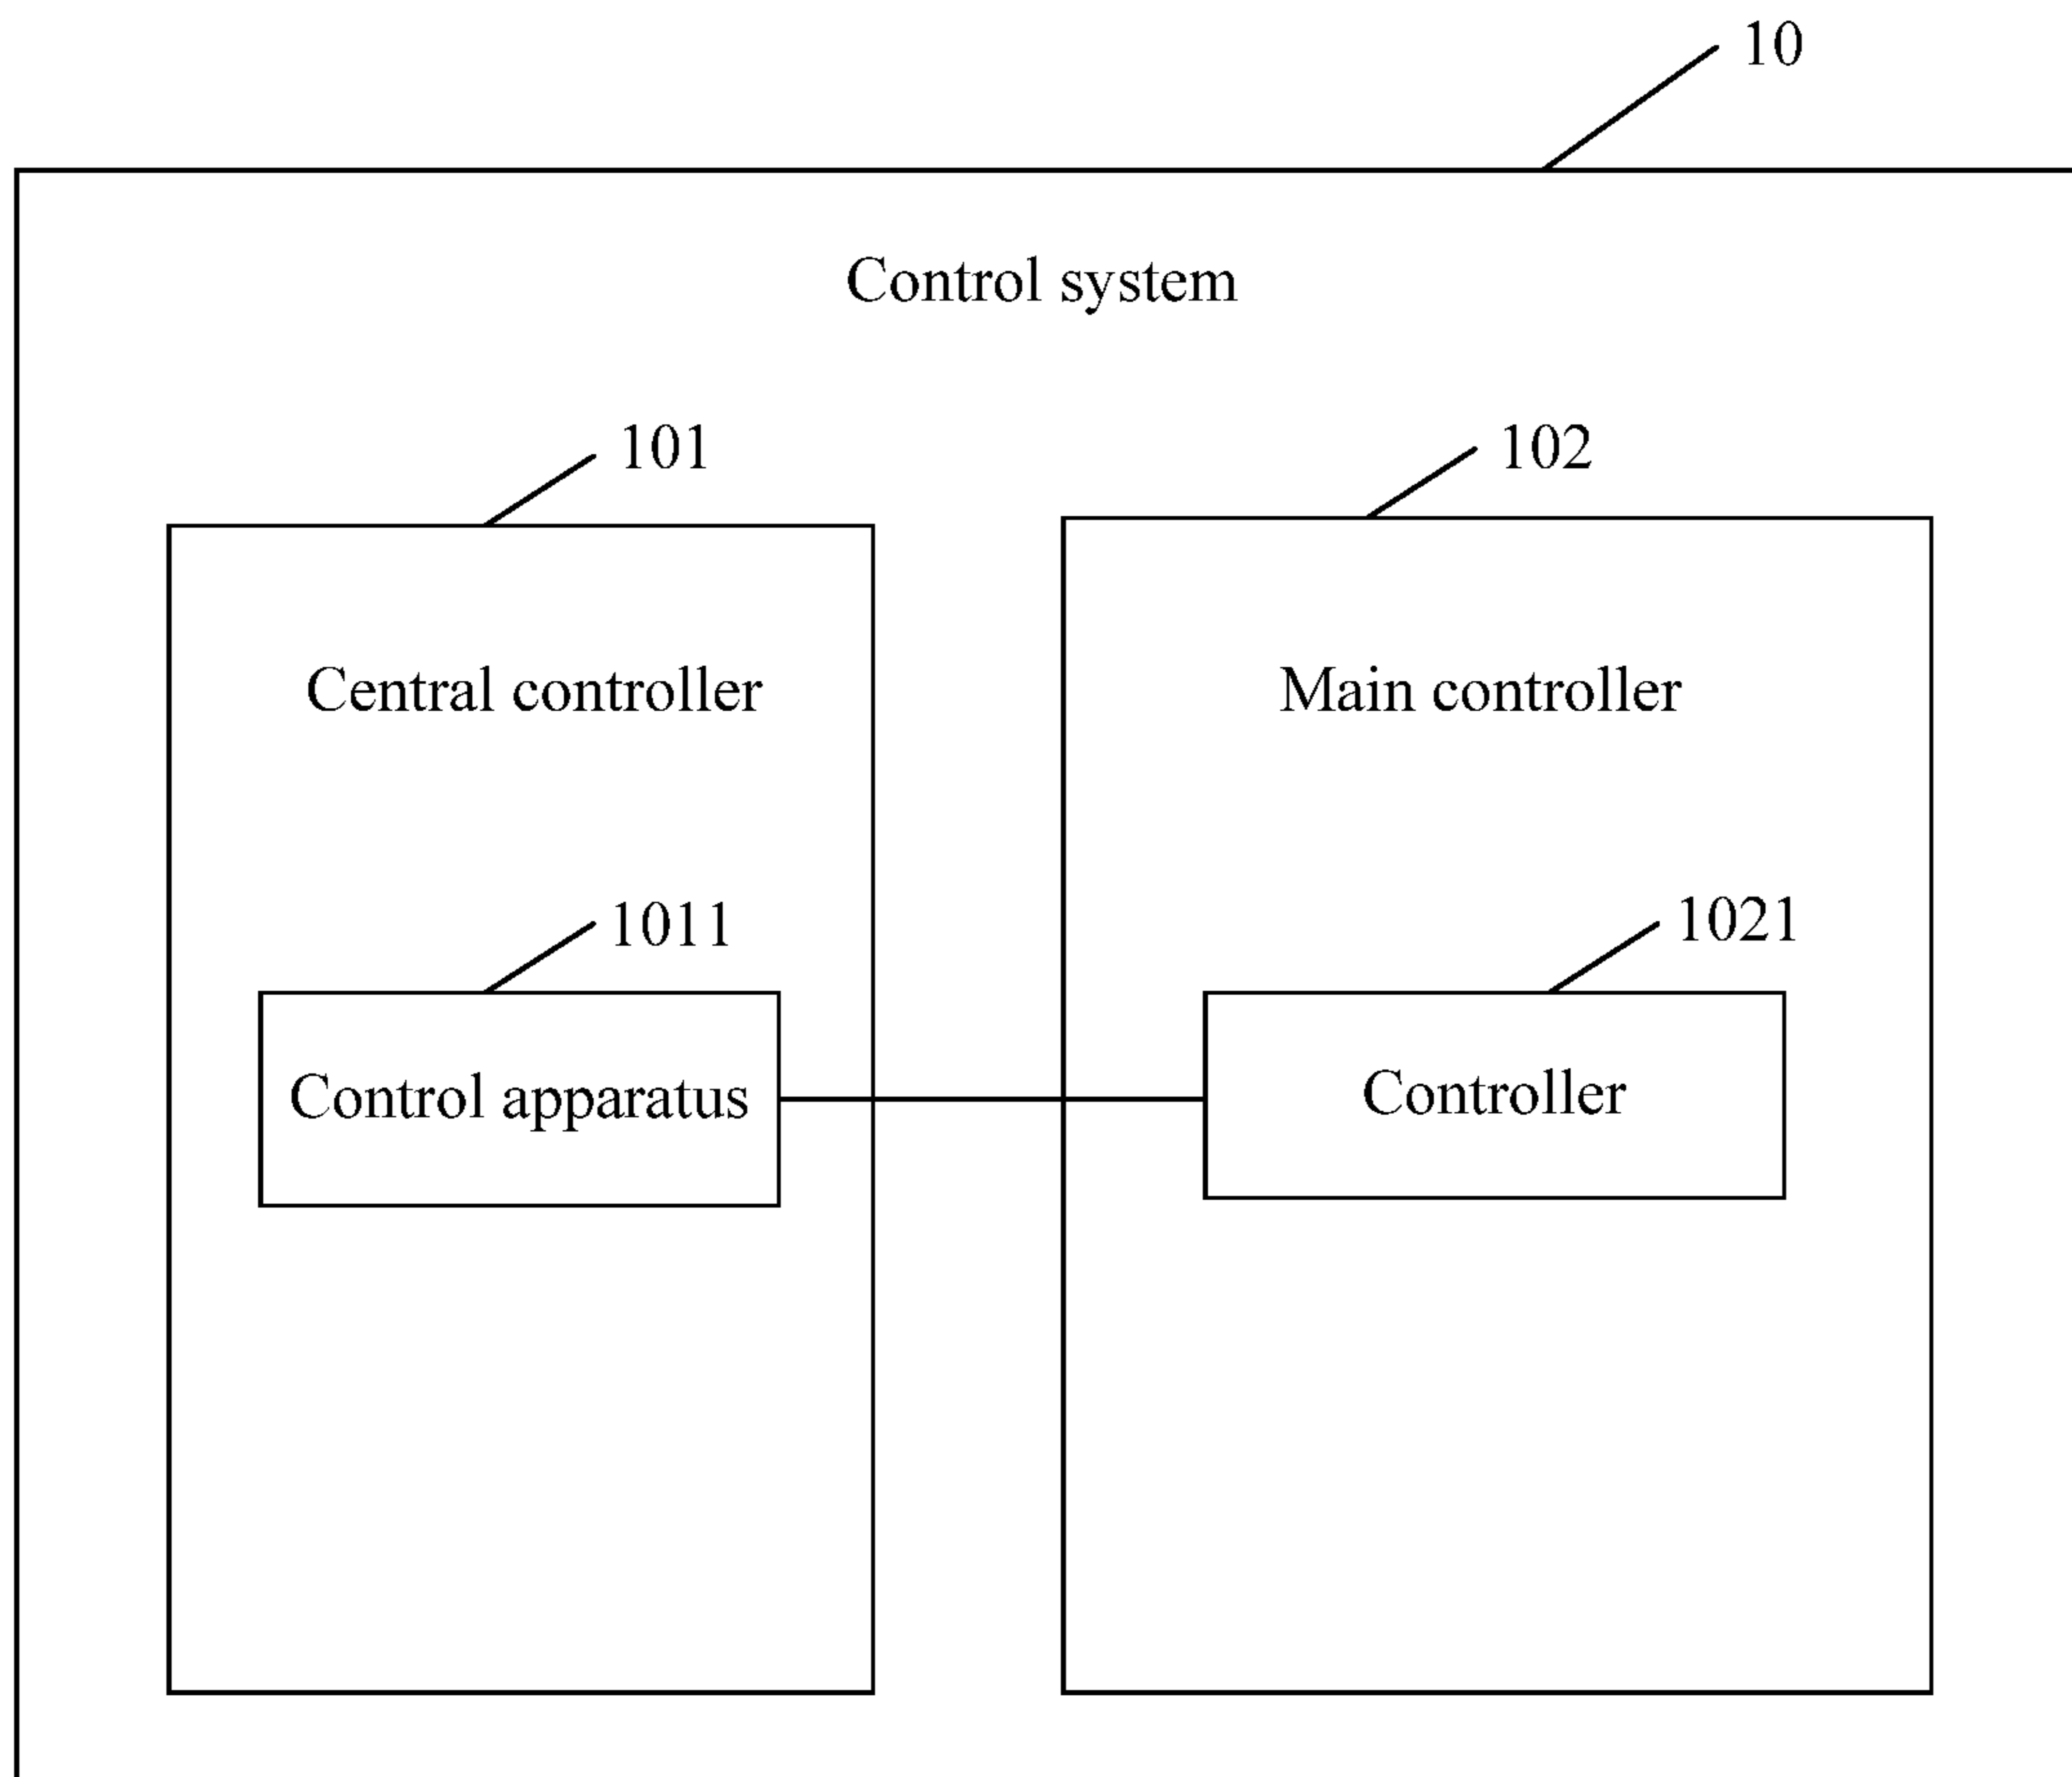 10
Control system
101
102
Central controller
Main controller
1011
1021
Control apparatus
Controller